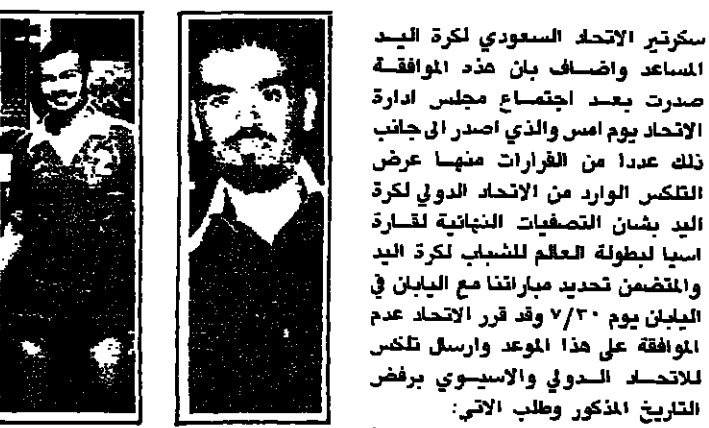 سكرتير الاتحاد السعودي لكرة اليد
المساعد واضاف بان هذه الموافقة
صدرت بعد اجتماع مجلس ادارة
الاتحاد يوم امس والذي اصدر الى جانب
ذلك عددا من القرارات منها عرض
التلكس الوارد من الاتحاد الدولي لكرة
اليد بشان التصفيات النهائية لقارة
اسيا لبطولة العالم للشباب لكرة اليد
والمتضمن تحديد مباراتنا مع اليابان في
اليابان يوم ٧/٣٠ وقد قرر الاتحاد عدم
الموافقة على هذا الموعد وارسال تلكس
للاتحاد الدولي والاسيوي برفض
التاريخ المذكور وطلب الاتي: